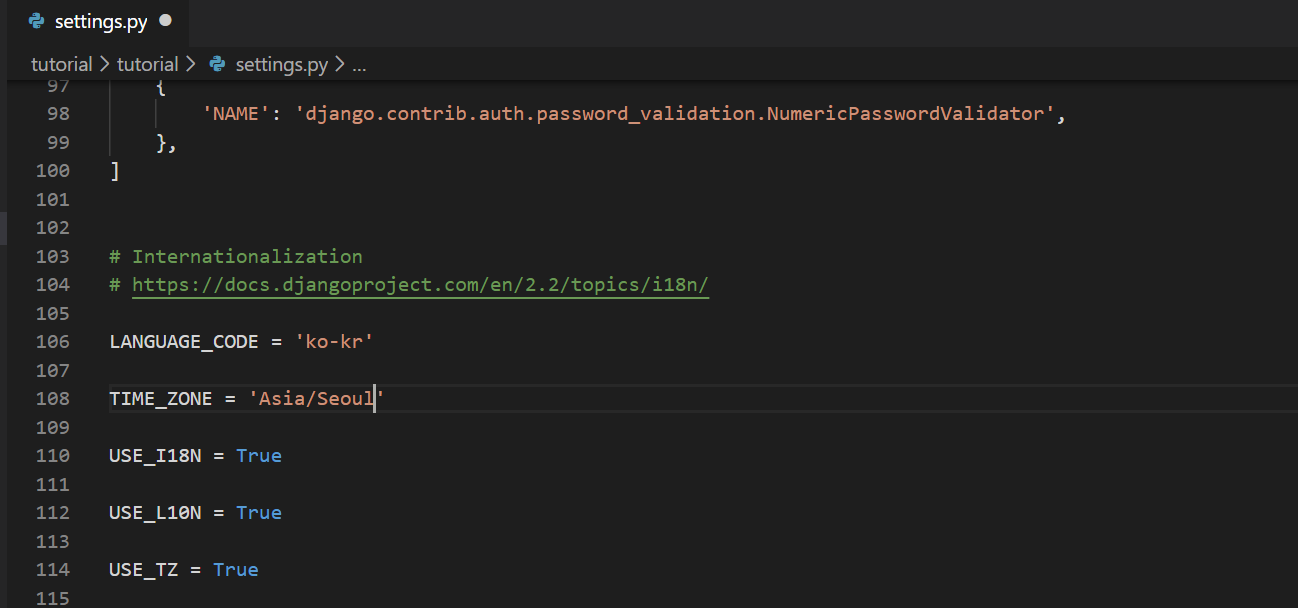 settings.py
tutorial > tutorial > settings.py > ...
97 {
98 'NAME': 'django.contrib.auth.password_validation.NumericPasswordValidator',
99 },
100 ]
101
102
103 # Internationalization
104 # https://docs.djangoproject.com/en/2.2/topics/i18n/
105
106 LANGUAGE_CODE = 'ko-kr'
107
108 TIME_ZONE = 'Asia/Seoul'
109
110 USE_I18N = True
111
112 USE_L10N = True
113
114 USE_TZ = True
115